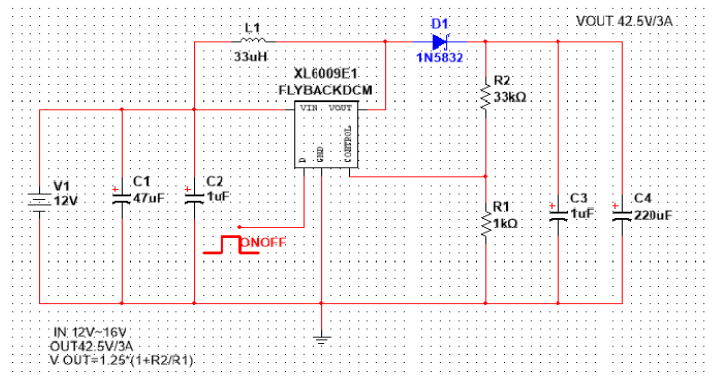 VOUT 42.5V/3A
L1
33uH
D1
1N5832
XL6009E1
FLYBACKDCM
VIN VOUT
D
GND
CONTROL
R2
33kΩ
V1
12V
C1
47uF
C2
1uF
R1
1kΩ
C3
1uF
C4
220uF
ONOFF
IN 12V~16V
OUT42.5V/3A
V OUT=1.25*(1+R2/R1)